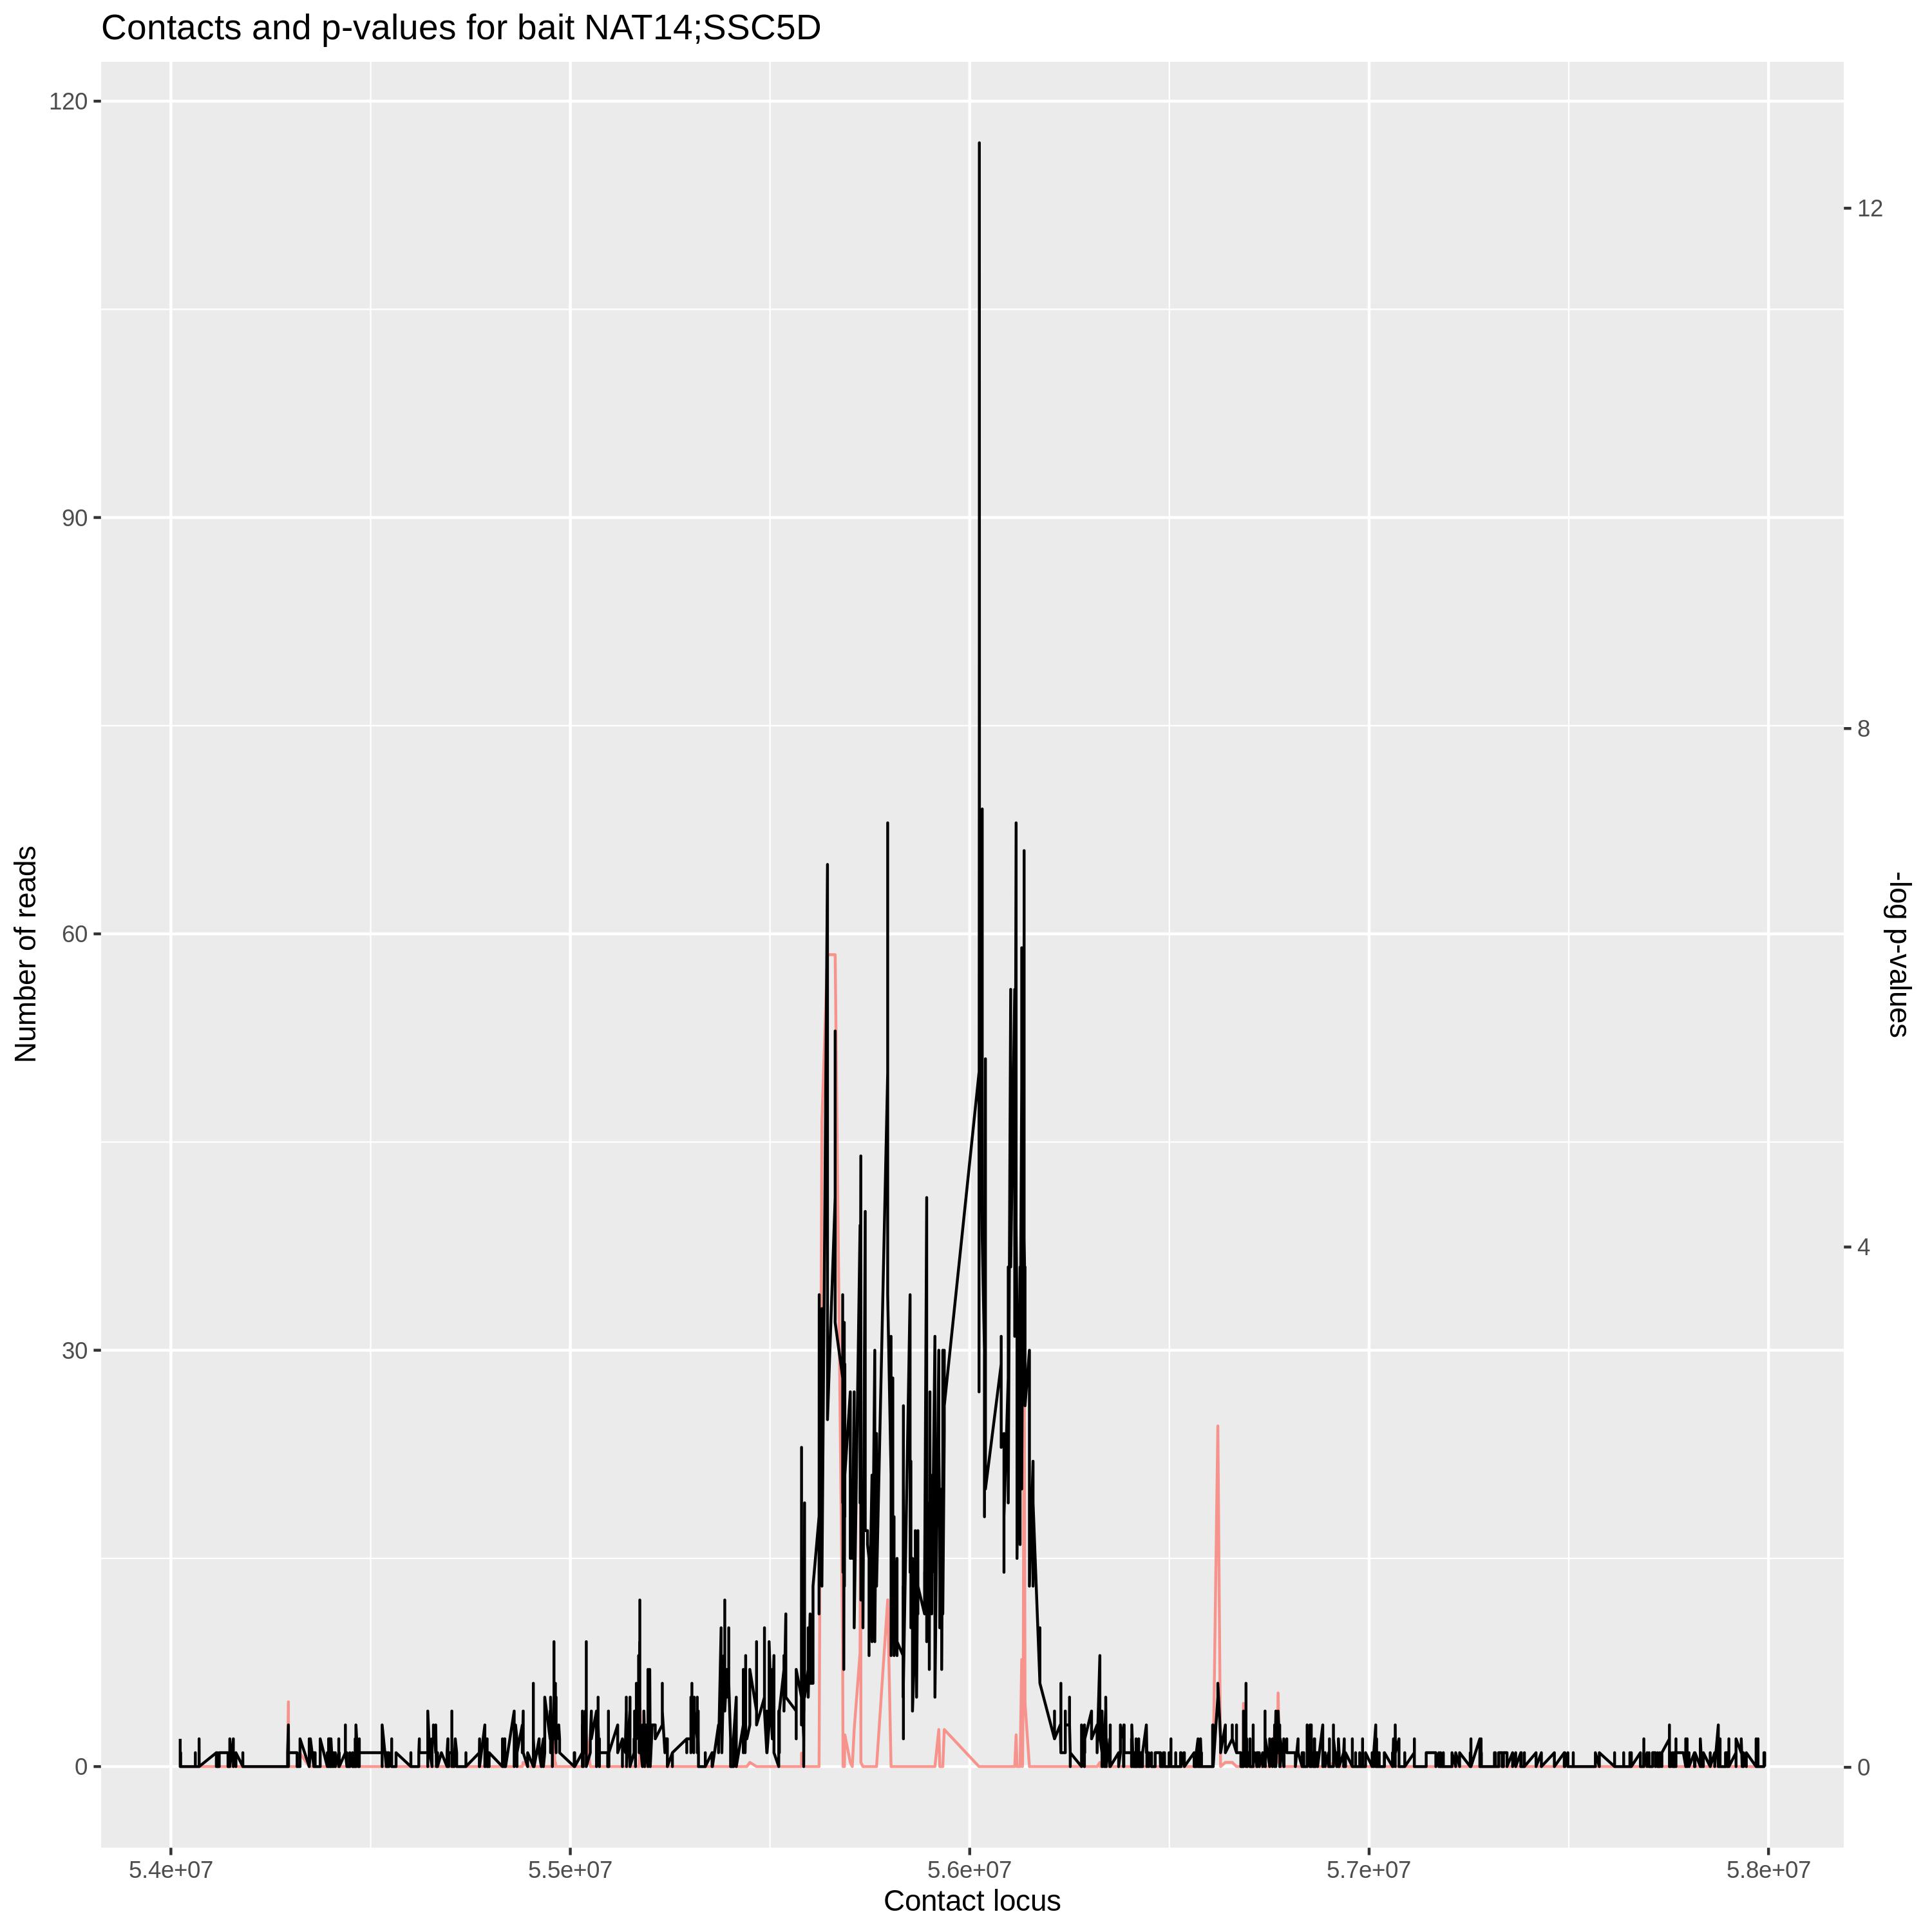 Contacts and p-values for bait NAT14;SSC5D
120
90
60
30
0
Number of reads
12
8
4
0
-log p-values
5.4e+07
5.5e+07
5.6e+07
5.7e+07
5.8e+07
Contact locus